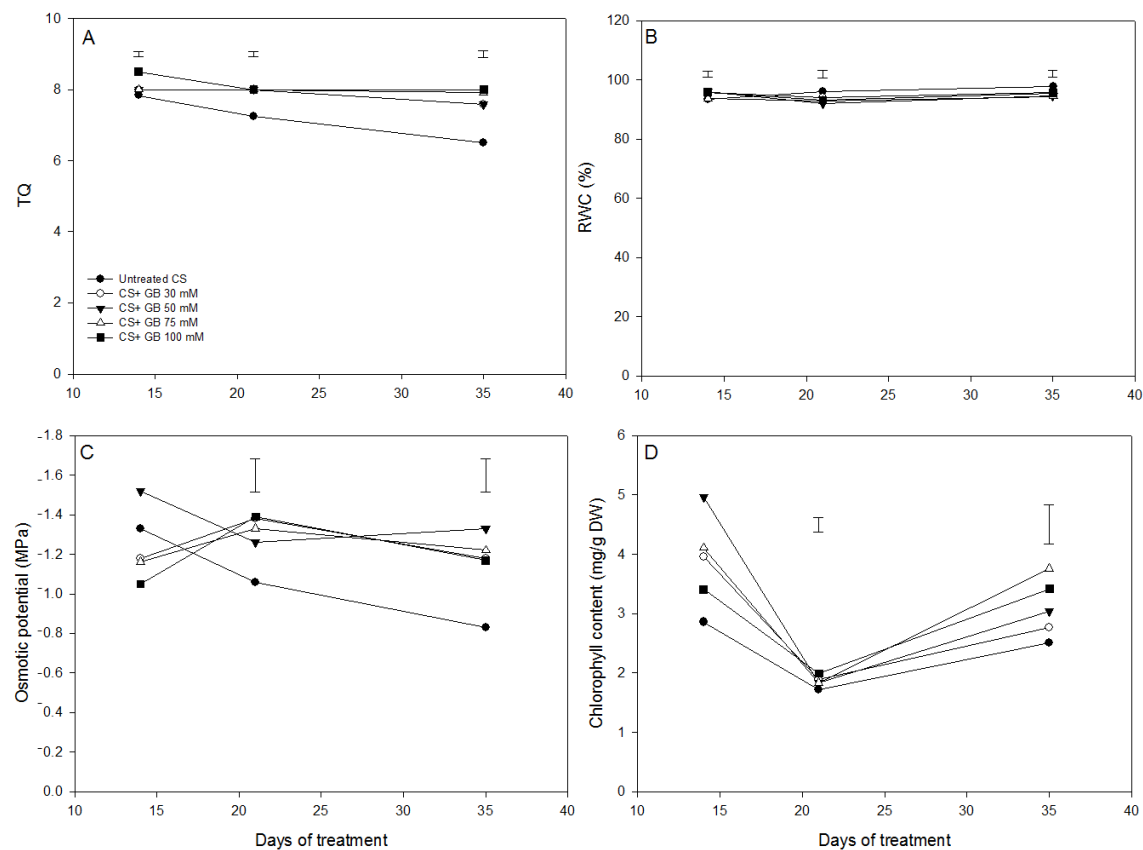 A
10
8
6
4
2
0
TQ
Untreated CS
CS+ GB 30 mM
CS+ GB 50 mM
CS+ GB 75 mM
CS+ GB 100 mM
10 15 20 25 30 35 40
B
120
100
80
60
40
20
0
RWC (%)
10 15 20 25 30 35 40
C
-1.8
-1.6
-1.4
-1.2
-1.0
-0.8
-0.6
-0.4
-0.2
0.0
Osmotic potential (MPa)
10 15 20 25 30 35 40
Days of treatment
D
6
5
4
3
2
1
0
Chlorophyll content (mg/g DW)
10 15 20 25 30 35 40
Days of treatment